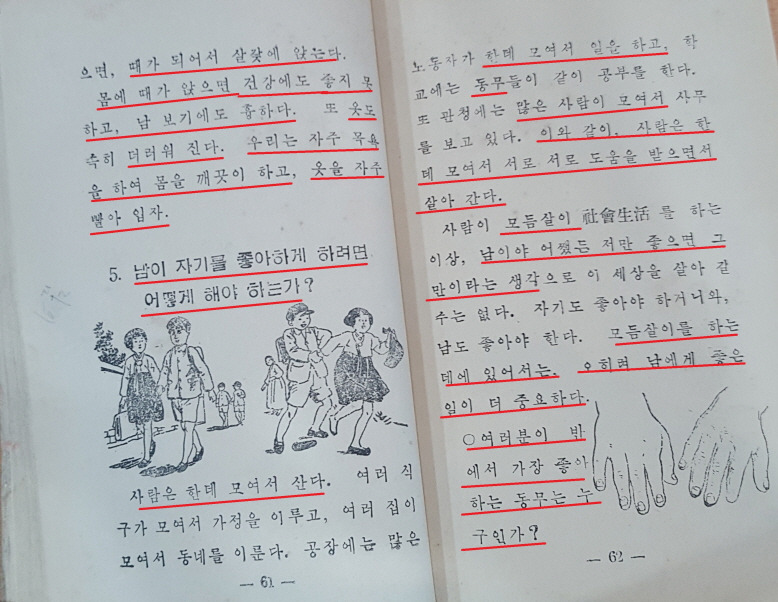 으면, 때가 되어서 살갗에 앉는다.
몸에 때가 앉으면 건강에도 좋지 못
하고, 남 보기에도 흉하다. 또 옷도
속히 더러워 진다. 우리는 자주 목욕
을 하여 몸을 깨끗이 하고, 옷을 자주
빨아 입자.
5. 남이 자기를 좋아하게 하려면
어떻게 해야 하는가?
사람은 한데 모여서 산다. 여러 식
구가 모여서 가정을 이루고, 여러 집이
모여서 동네를 이룬다. 공장에는 많은
— 61 —
노동자가 한데 모여서 일을 하고, 학
교에는 동무들이 같이 공부를 한다.
또 관청에는 많은 사람이 모여서 사무
를 보고 있다. 이와 같이, 사람은 한
데 모여서 서로 서로 도움을 받으면서
살아 간다.
사람이 모듬살이 社會生活 를 하는
이상, 남이야 어쨌든 저만 좋으면 그
만이라는 생각으로 이 세상을 살아 갈
수는 없다. 자기도 좋아야 하거니와,
남도 좋아야 한다. 모듬살이를 하는
데에 있어서는, 오히려 남에게 좋은
일이 더 중요하다.
○여러분이 반
에서 가장 좋아
하는 동무는 누
구인가?
— 62 —